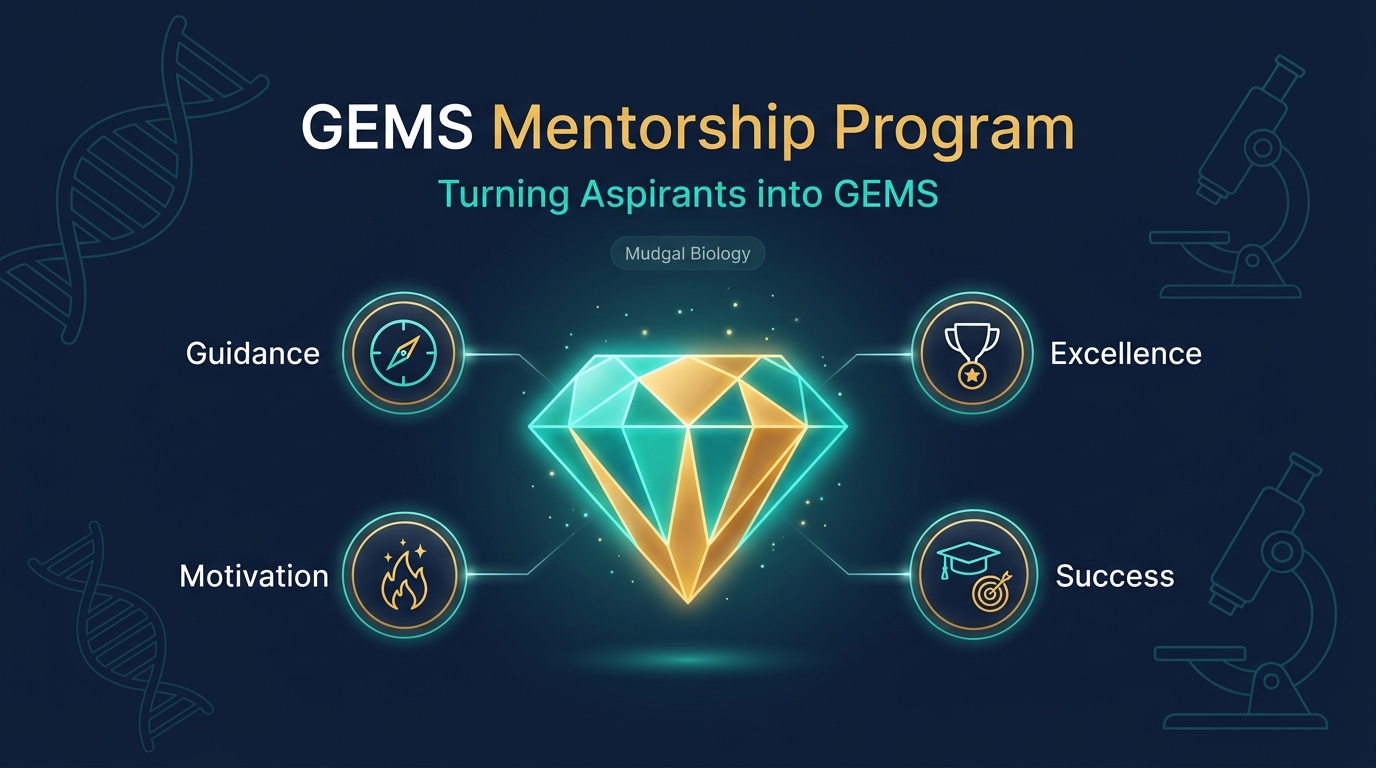 GEMS Mentorship Program
Turning Aspirants into GEMS
Mudgal Biology
Guidance
Excellence
Motivation
Success